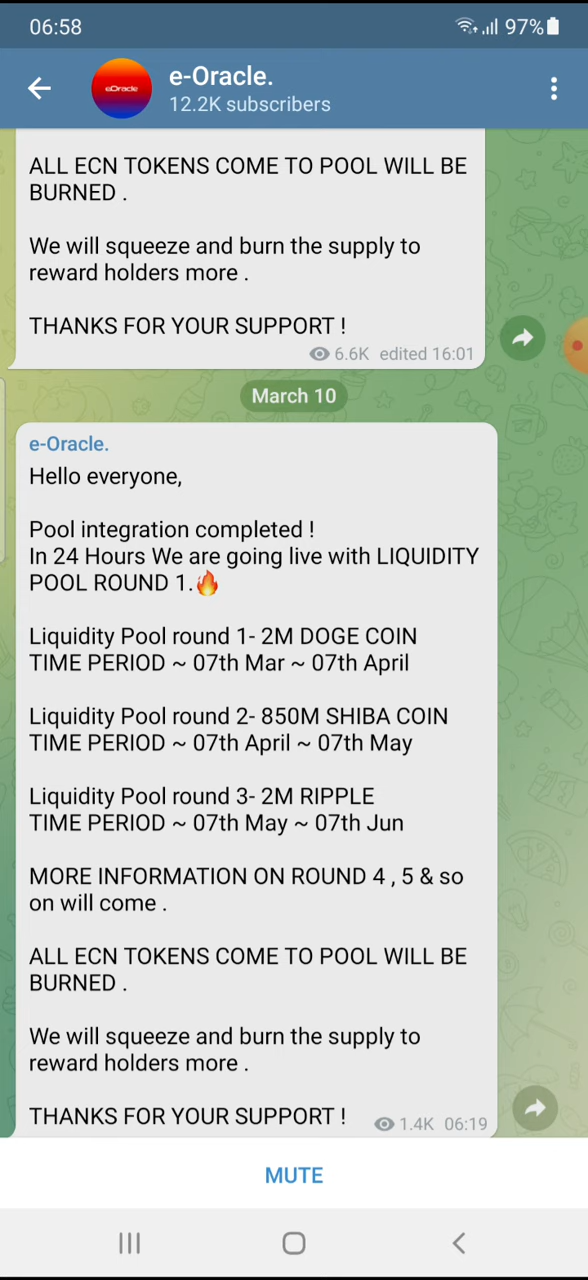 06:58
97%
eOracle
e-Oracle.
12.2K subscribers
ALL ECN TOKENS COME TO POOL WILL BE
BURNED .
We will squeeze and burn the supply to
reward holders more .
THANKS FOR YOUR SUPPORT !
6.6K edited 16:01
March 10
e-Oracle.
Hello everyone,
Pool integration completed !
In 24 Hours We are going live with LIQUIDITY
POOL ROUND 1.🔥
Liquidity Pool round 1- 2M DOGE COIN
TIME PERIOD ~ 07th Mar ~ 07th April
Liquidity Pool round 2- 850M SHIBA COIN
TIME PERIOD ~ 07th April ~ 07th May
Liquidity Pool round 3- 2M RIPPLE
TIME PERIOD ~ 07th May ~ 07th Jun
MORE INFORMATION ON ROUND 4 , 5 & so
on will come .
ALL ECN TOKENS COME TO POOL WILL BE
BURNED .
We will squeeze and burn the supply to
reward holders more .
THANKS FOR YOUR SUPPORT !
1.4K 06:19
MUTE